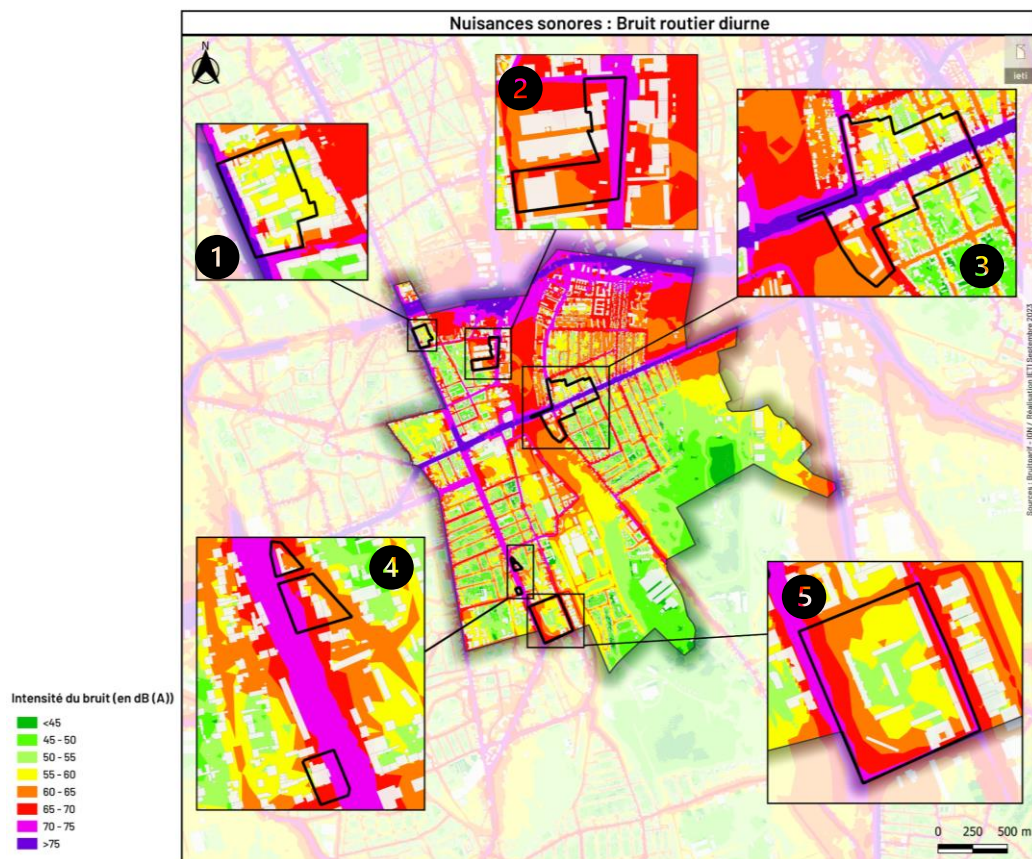 Nuisances sonores : Bruit routier diurne
N
ieti
2
1
3
Sources : Bruitparif - IGN / Réalisation IETI Septembre 2023
4
5
Intensité du bruit (en dB (A))
<45
45 - 50
50 - 55
55 - 60
60 - 65
65 - 70
70 - 75
>75
0 250 500 m